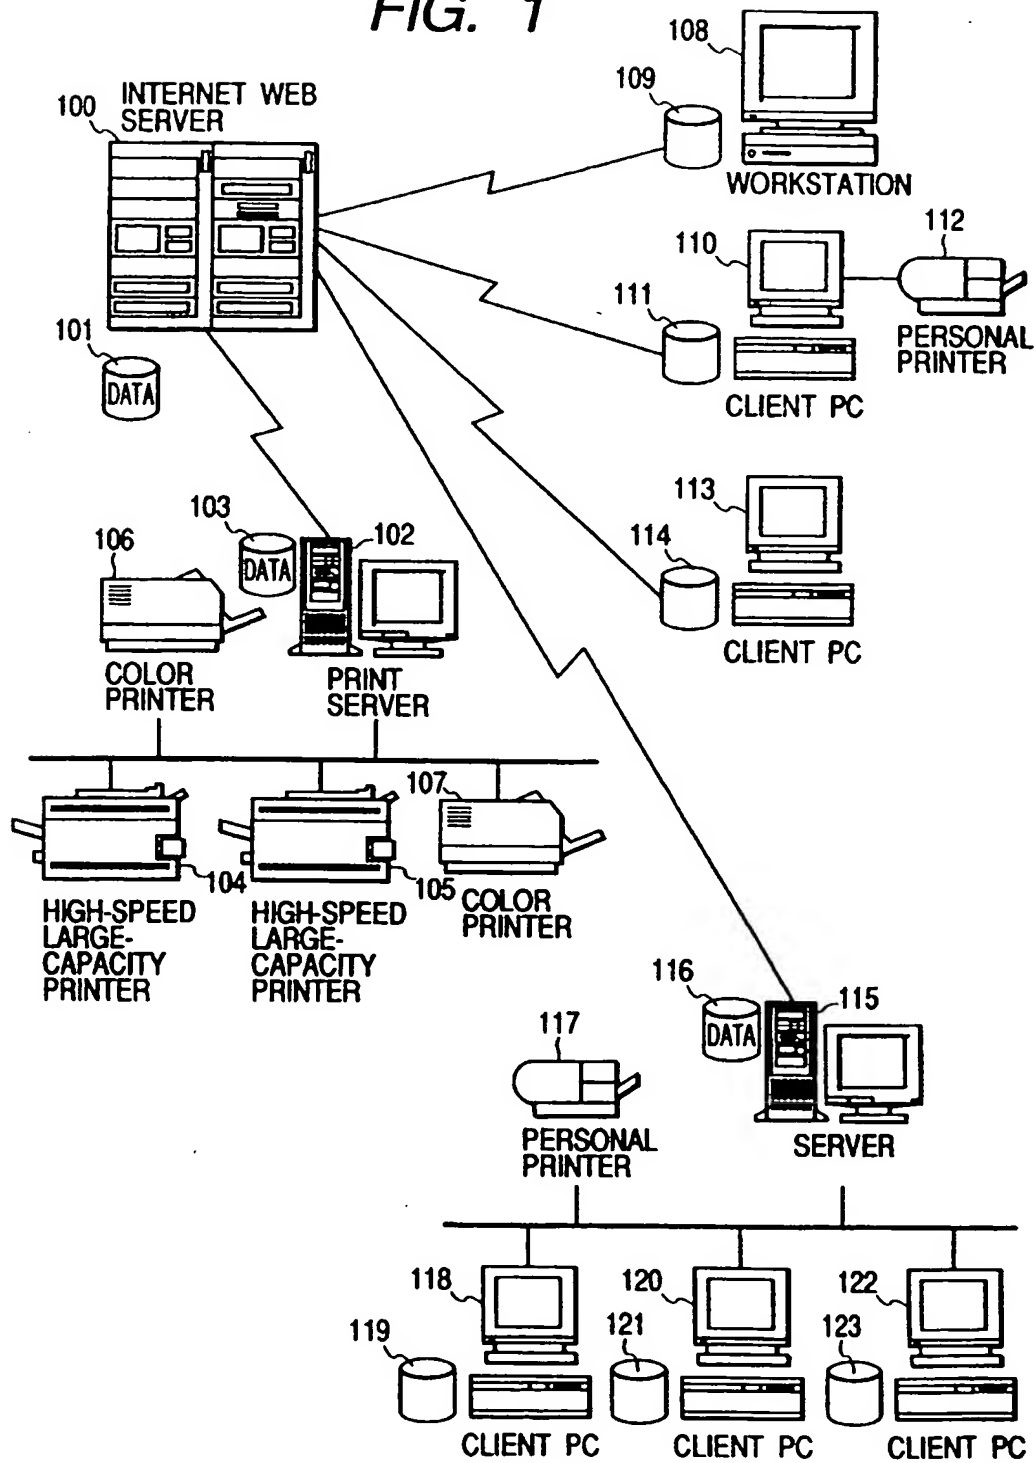 FIG. 1
108
INTERNET WEB
SERVER
100
109
WORKSTATION
110
112
111
PERSONAL
PRINTER
CLIENT PC
101
DATA
113
114
CLIENT PC
103
102
106
DATA
COLOR
PRINTER
PRINT
SERVER
107
104
105
HIGH-SPEED
LARGE-
CAPACITY
PRINTER
HIGH-SPEED
LARGE-
CAPACITY
PRINTER
COLOR
PRINTER
116
115
DATA
117
PERSONAL
PRINTER
SERVER
118
120
122
119
121
123
CLIENT PC
CLIENT PC
CLIENT PC